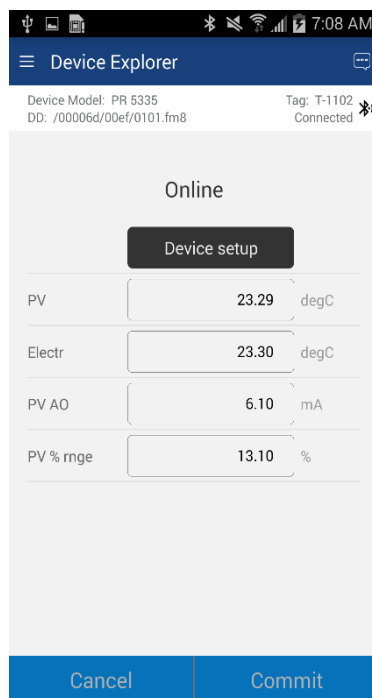 7:08 AM
Device Explorer
Device Model: PR 5335
Tag: T-1102
DD: /00006d/00ef/0101.fm8
Connected
Online
Device setup
PV 23.29 degC
Electr 23.30 degC
PV AO 6.10 mA
PV % rnge 13.10 %
Cancel Commit